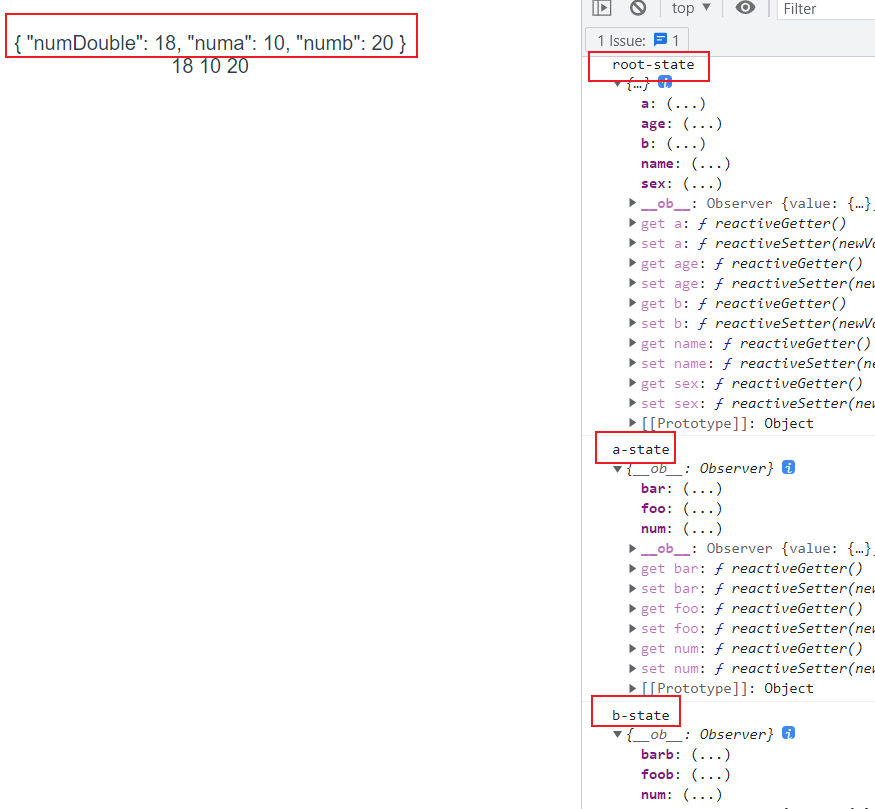 { "numDouble": 18, "numa": 10, "numb": 20 }
18 10 20
top ▼
Filter
1 Issue: 1
root-state
▼{…} i
a: (...)
age: (...)
b: (...)
name: (...)
sex: (...)
▶__ob__: Observer {value: {…},
▶get a: ƒ reactiveGetter()
▶set a: ƒ reactiveSetter(newVa
▶get age: ƒ reactiveGetter()
▶set age: ƒ reactiveSetter(new
▶get b: ƒ reactiveGetter()
▶set b: ƒ reactiveSetter(newVa
▶get name: ƒ reactiveGetter()
▶set name: ƒ reactiveSetter(ne
▶get sex: ƒ reactiveGetter()
▶set sex: ƒ reactiveSetter(new
▶[[Prototype]]: Object
a-state
▼{__ob__: Observer} i
bar: (...)
foo: (...)
num: (...)
▶__ob__: Observer {value: {…},
▶get bar: ƒ reactiveGetter()
▶set bar: ƒ reactiveSetter(new
▶get foo: ƒ reactiveGetter()
▶set foo: ƒ reactiveSetter(new
▶get num: ƒ reactiveGetter()
▶set num: ƒ reactiveSetter(new
▶[[Prototype]]: Object
b-state
▼{__ob__: Observer} i
barb: (...)
foob: (...)
num: (...)